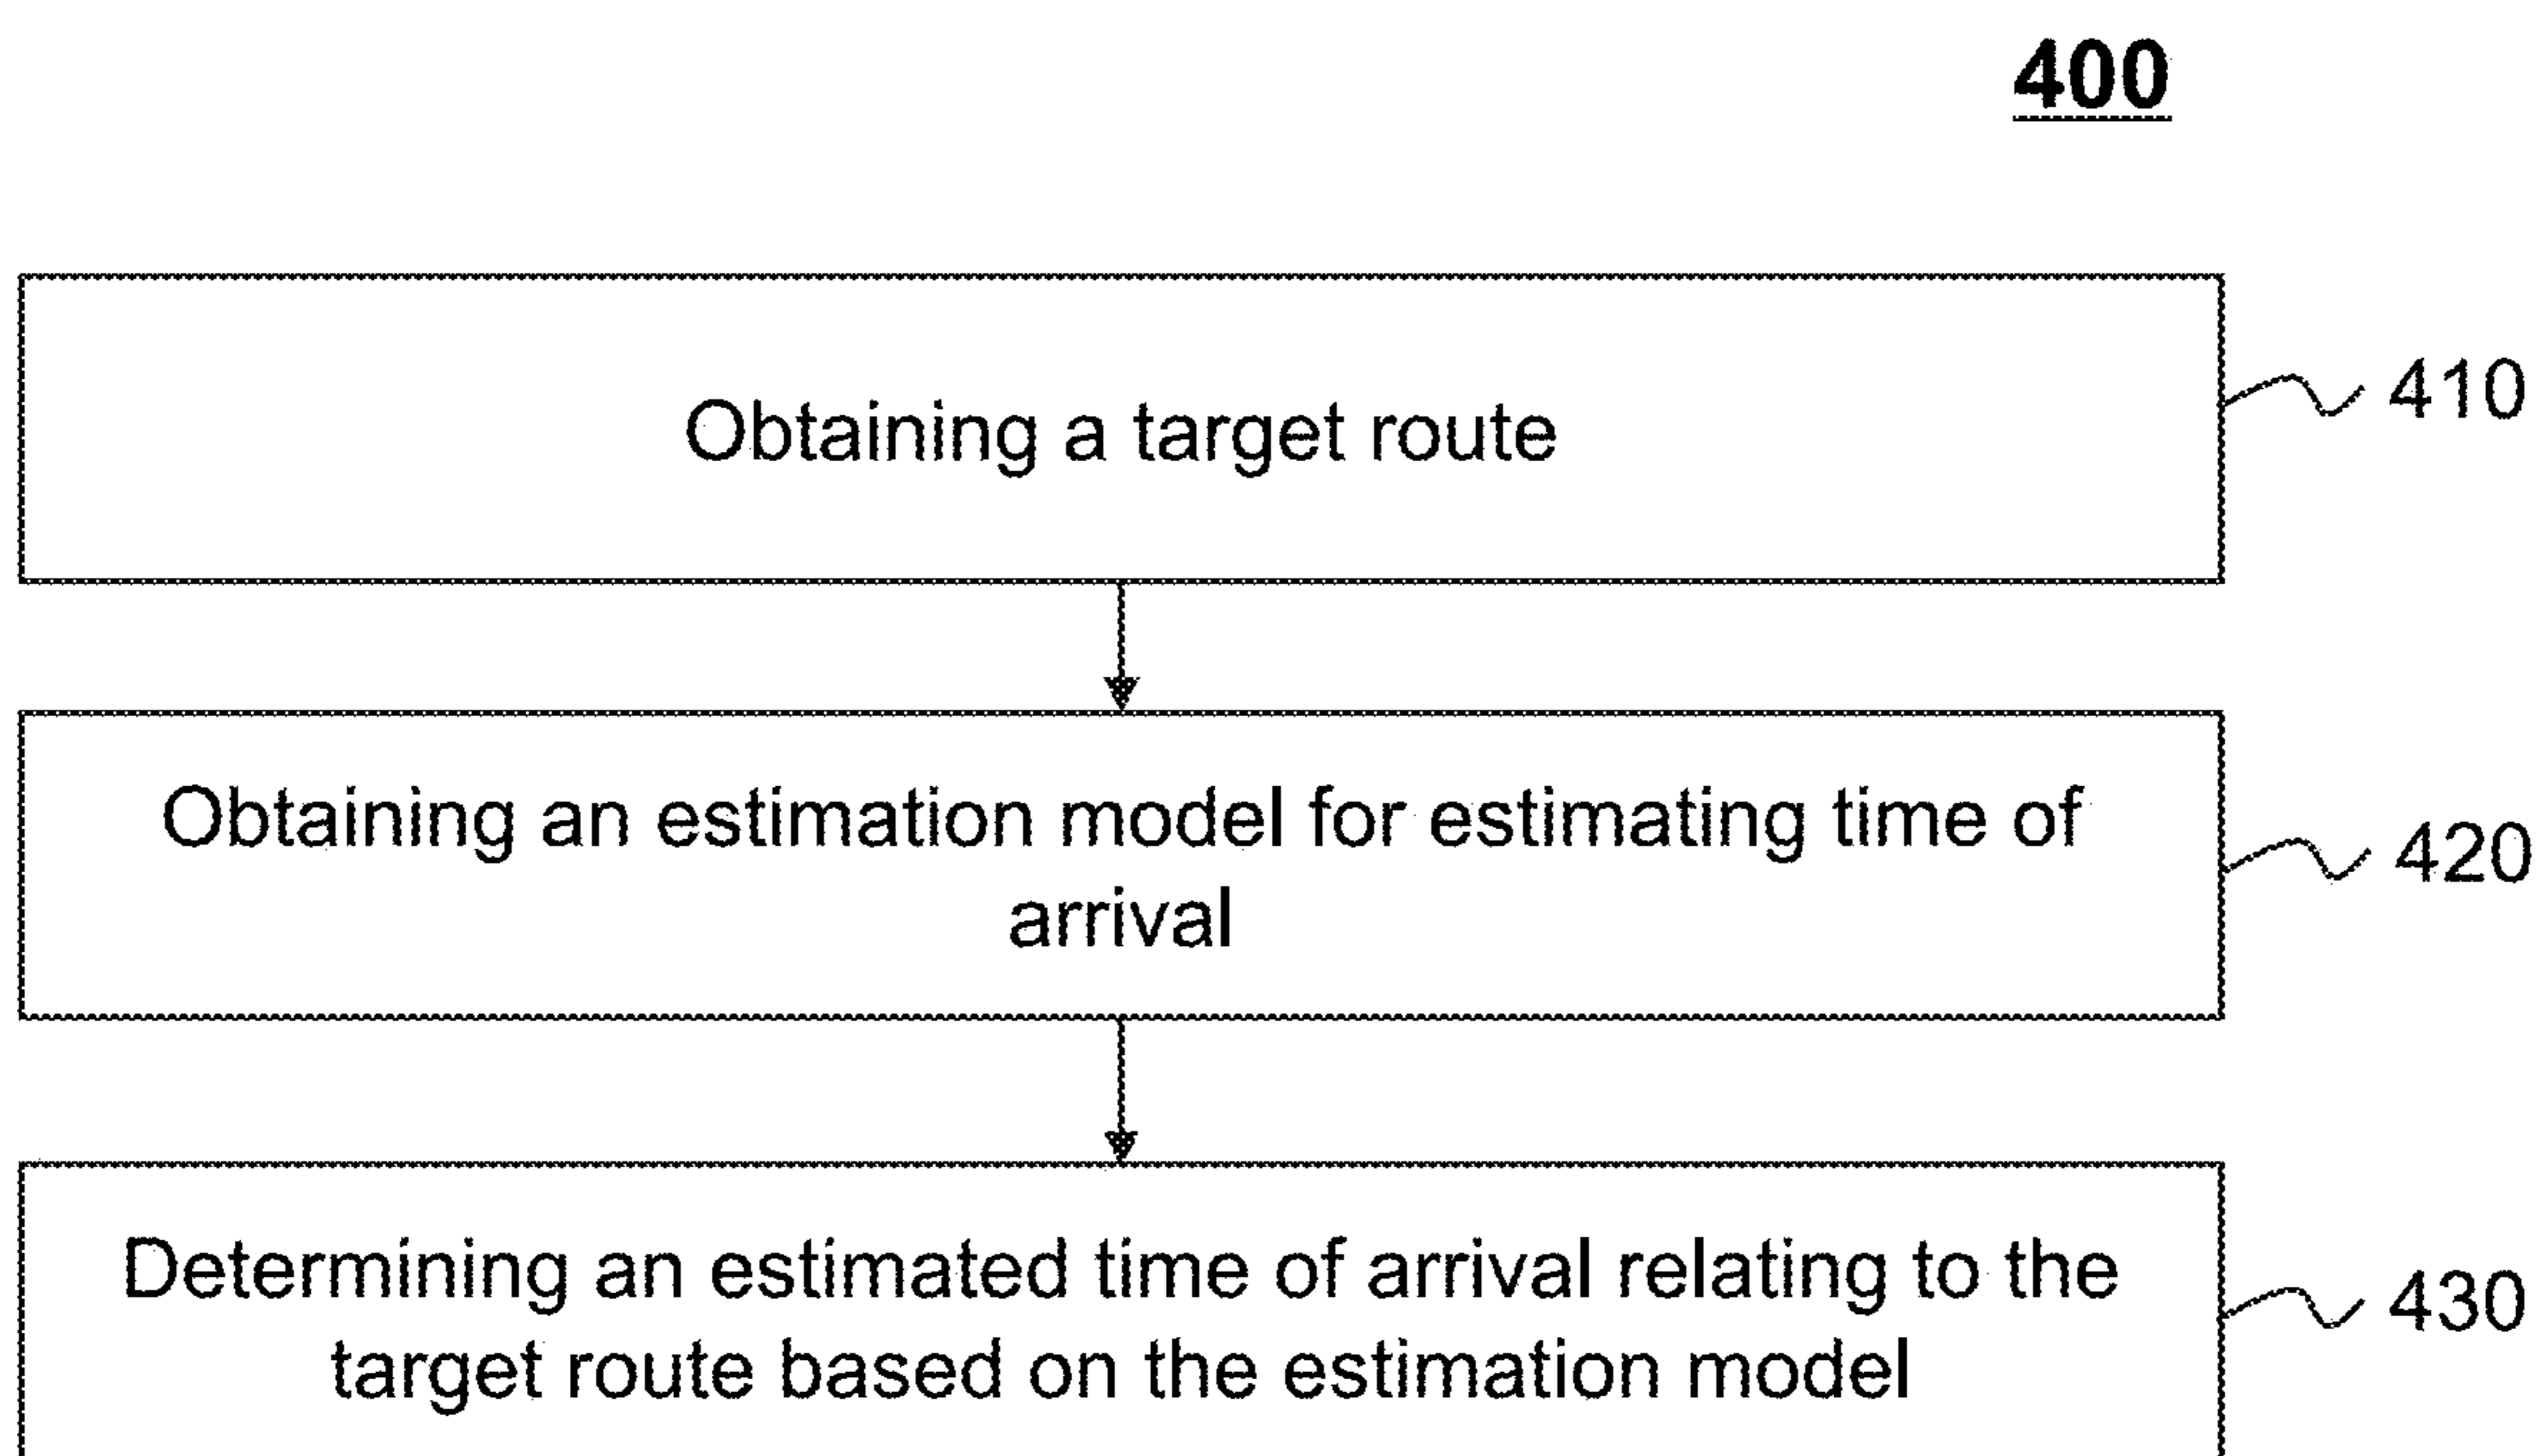 400
Obtaining a target route
410
Obtaining an estimation model for estimating time of
arrival
420
Determining an estimated time of arrival relating to the
target route based on the estimation model
430